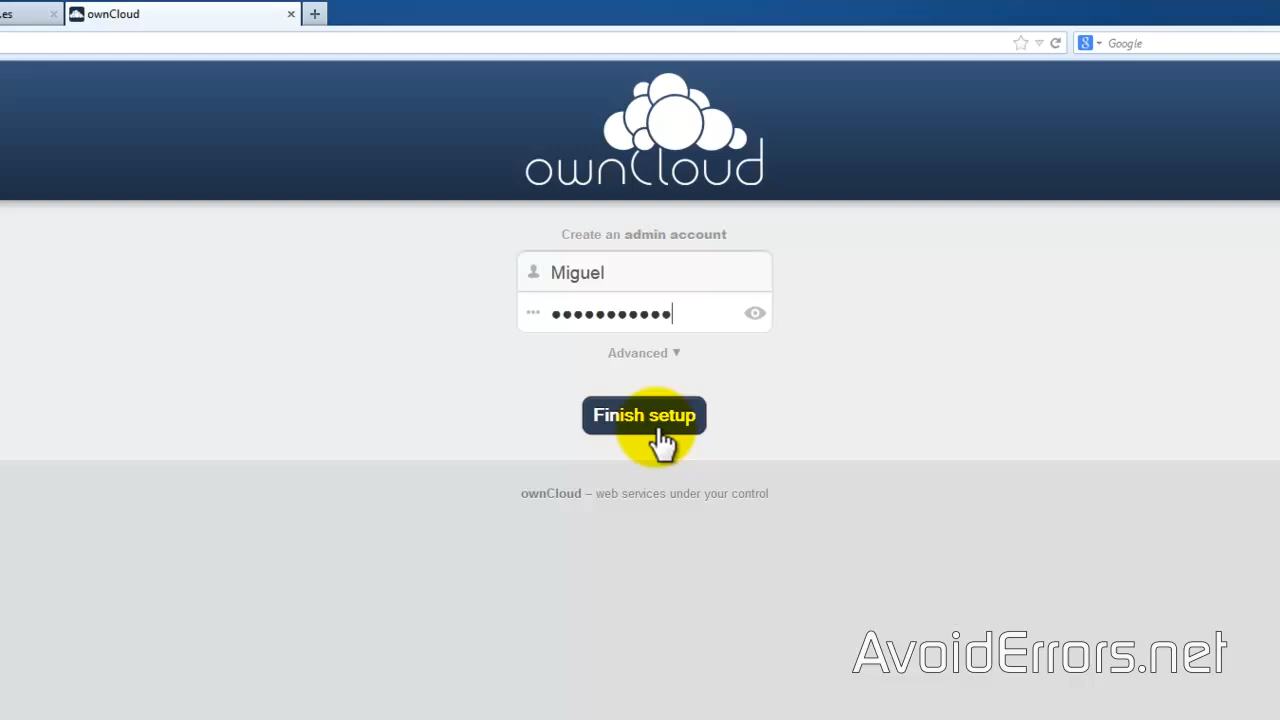 .es
ownCloud
Google
ownCloud
Create an admin account
Miguel
•••••••••••
Advanced ▼
Finish setup
ownCloud – web services under your control
AvoidErrors.net